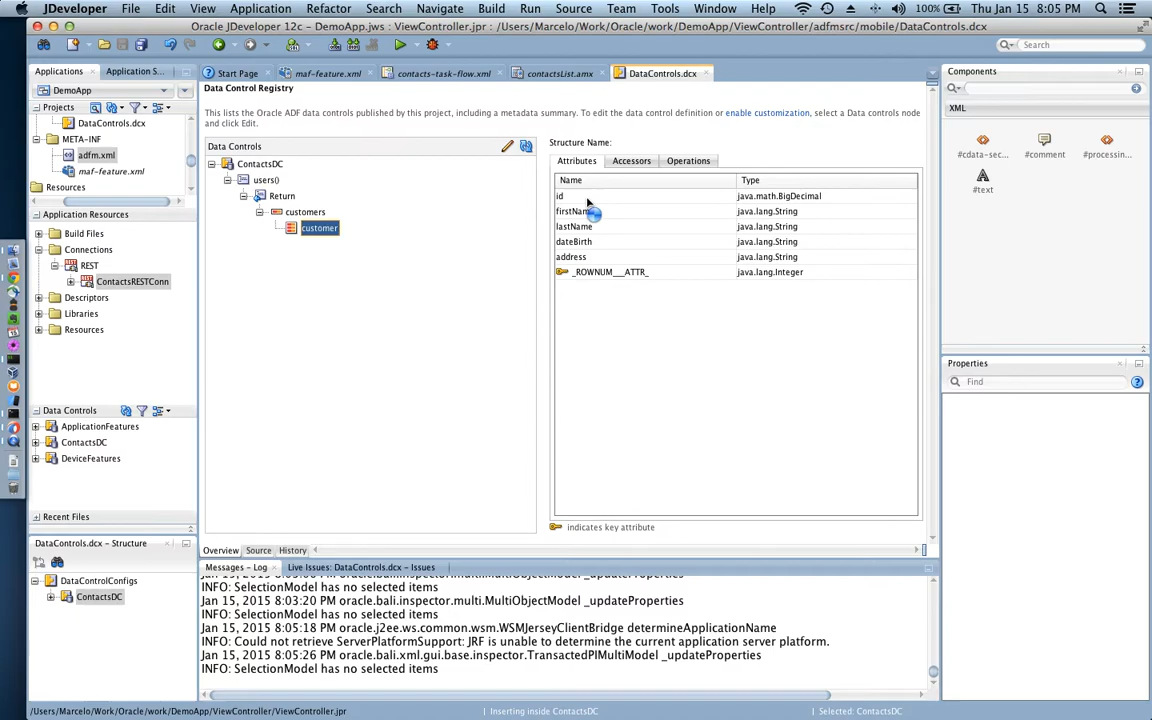 JDeveloper File Edit View Application Refactor Search Navigate Build Run Source Team Tools Window Help 100% Thu Jan 15 8:05 PM
Oracle JDeveloper 12c - DemoApp.jws : ViewController.jpr : /Users/Marcelo/Work/Oracle/work/DemoApp/ViewController/adfmsrc/mobile/DataControls.dcx
Search
Applications Application S...
DemoApp
Projects
DataControls.dcx
META-INF
adfm.xml
maf-feature.xml
Resources
Application Resources
Build Files
Connections
REST
ContactsRESTConn
Descriptors
Libraries
Resources
Data Controls
ApplicationFeatures
ContactsDC
DeviceFeatures
Recent Files
DataControls.dcx - Structure
DataControlConfigs
ContactsDC
Start Page maf-feature.xml contacts-task-flow.xml contactsList.amx DataControls.dcx
Data Control Registry
This lists the Oracle ADF data controls published by this project, including a metadata summary. To edit the data control definition or enable customization, select a Data controls node
and click Edit.
Data Controls
ContactsDC
users()
Return
customers
customer
Structure Name:
Attributes Accessors Operations
Name Type
id java.math.BigDecimal
firstName java.lang.String
lastName java.lang.String
dateBirth java.lang.String
address java.lang.String
_ROWNUM___ATTR_ java.lang.Integer
indicates key attribute
Overview Source History
Messages - Log Live Issues: DataControls.dcx - Issues
INFO: SelectionModel has no selected items
Jan 15, 2015 8:03:20 PM oracle.bali.inspector.multi.MultiObjectModel _updateProperties
INFO: SelectionModel has no selected items
Jan 15, 2015 8:05:18 PM oracle.j2ee.ws.common.wsm.WSMJerseyClientBridge determineApplicationName
INFO: Could not retrieve ServerPlatformSupport: JRF is unable to determine the current application server platform.
Jan 15, 2015 8:05:26 PM oracle.bali.xml.gui.base.inspector.TransactedPIMultiModel _updateProperties
INFO: SelectionModel has no selected items
Components
XML
#cdata-sec... #comment #processin...
#text
Properties
Find
/Users/Marcelo/Work/Oracle/work/DemoApp/ViewController/ViewController.jpr Inserting inside ContactsDC Selected: ContactsDC